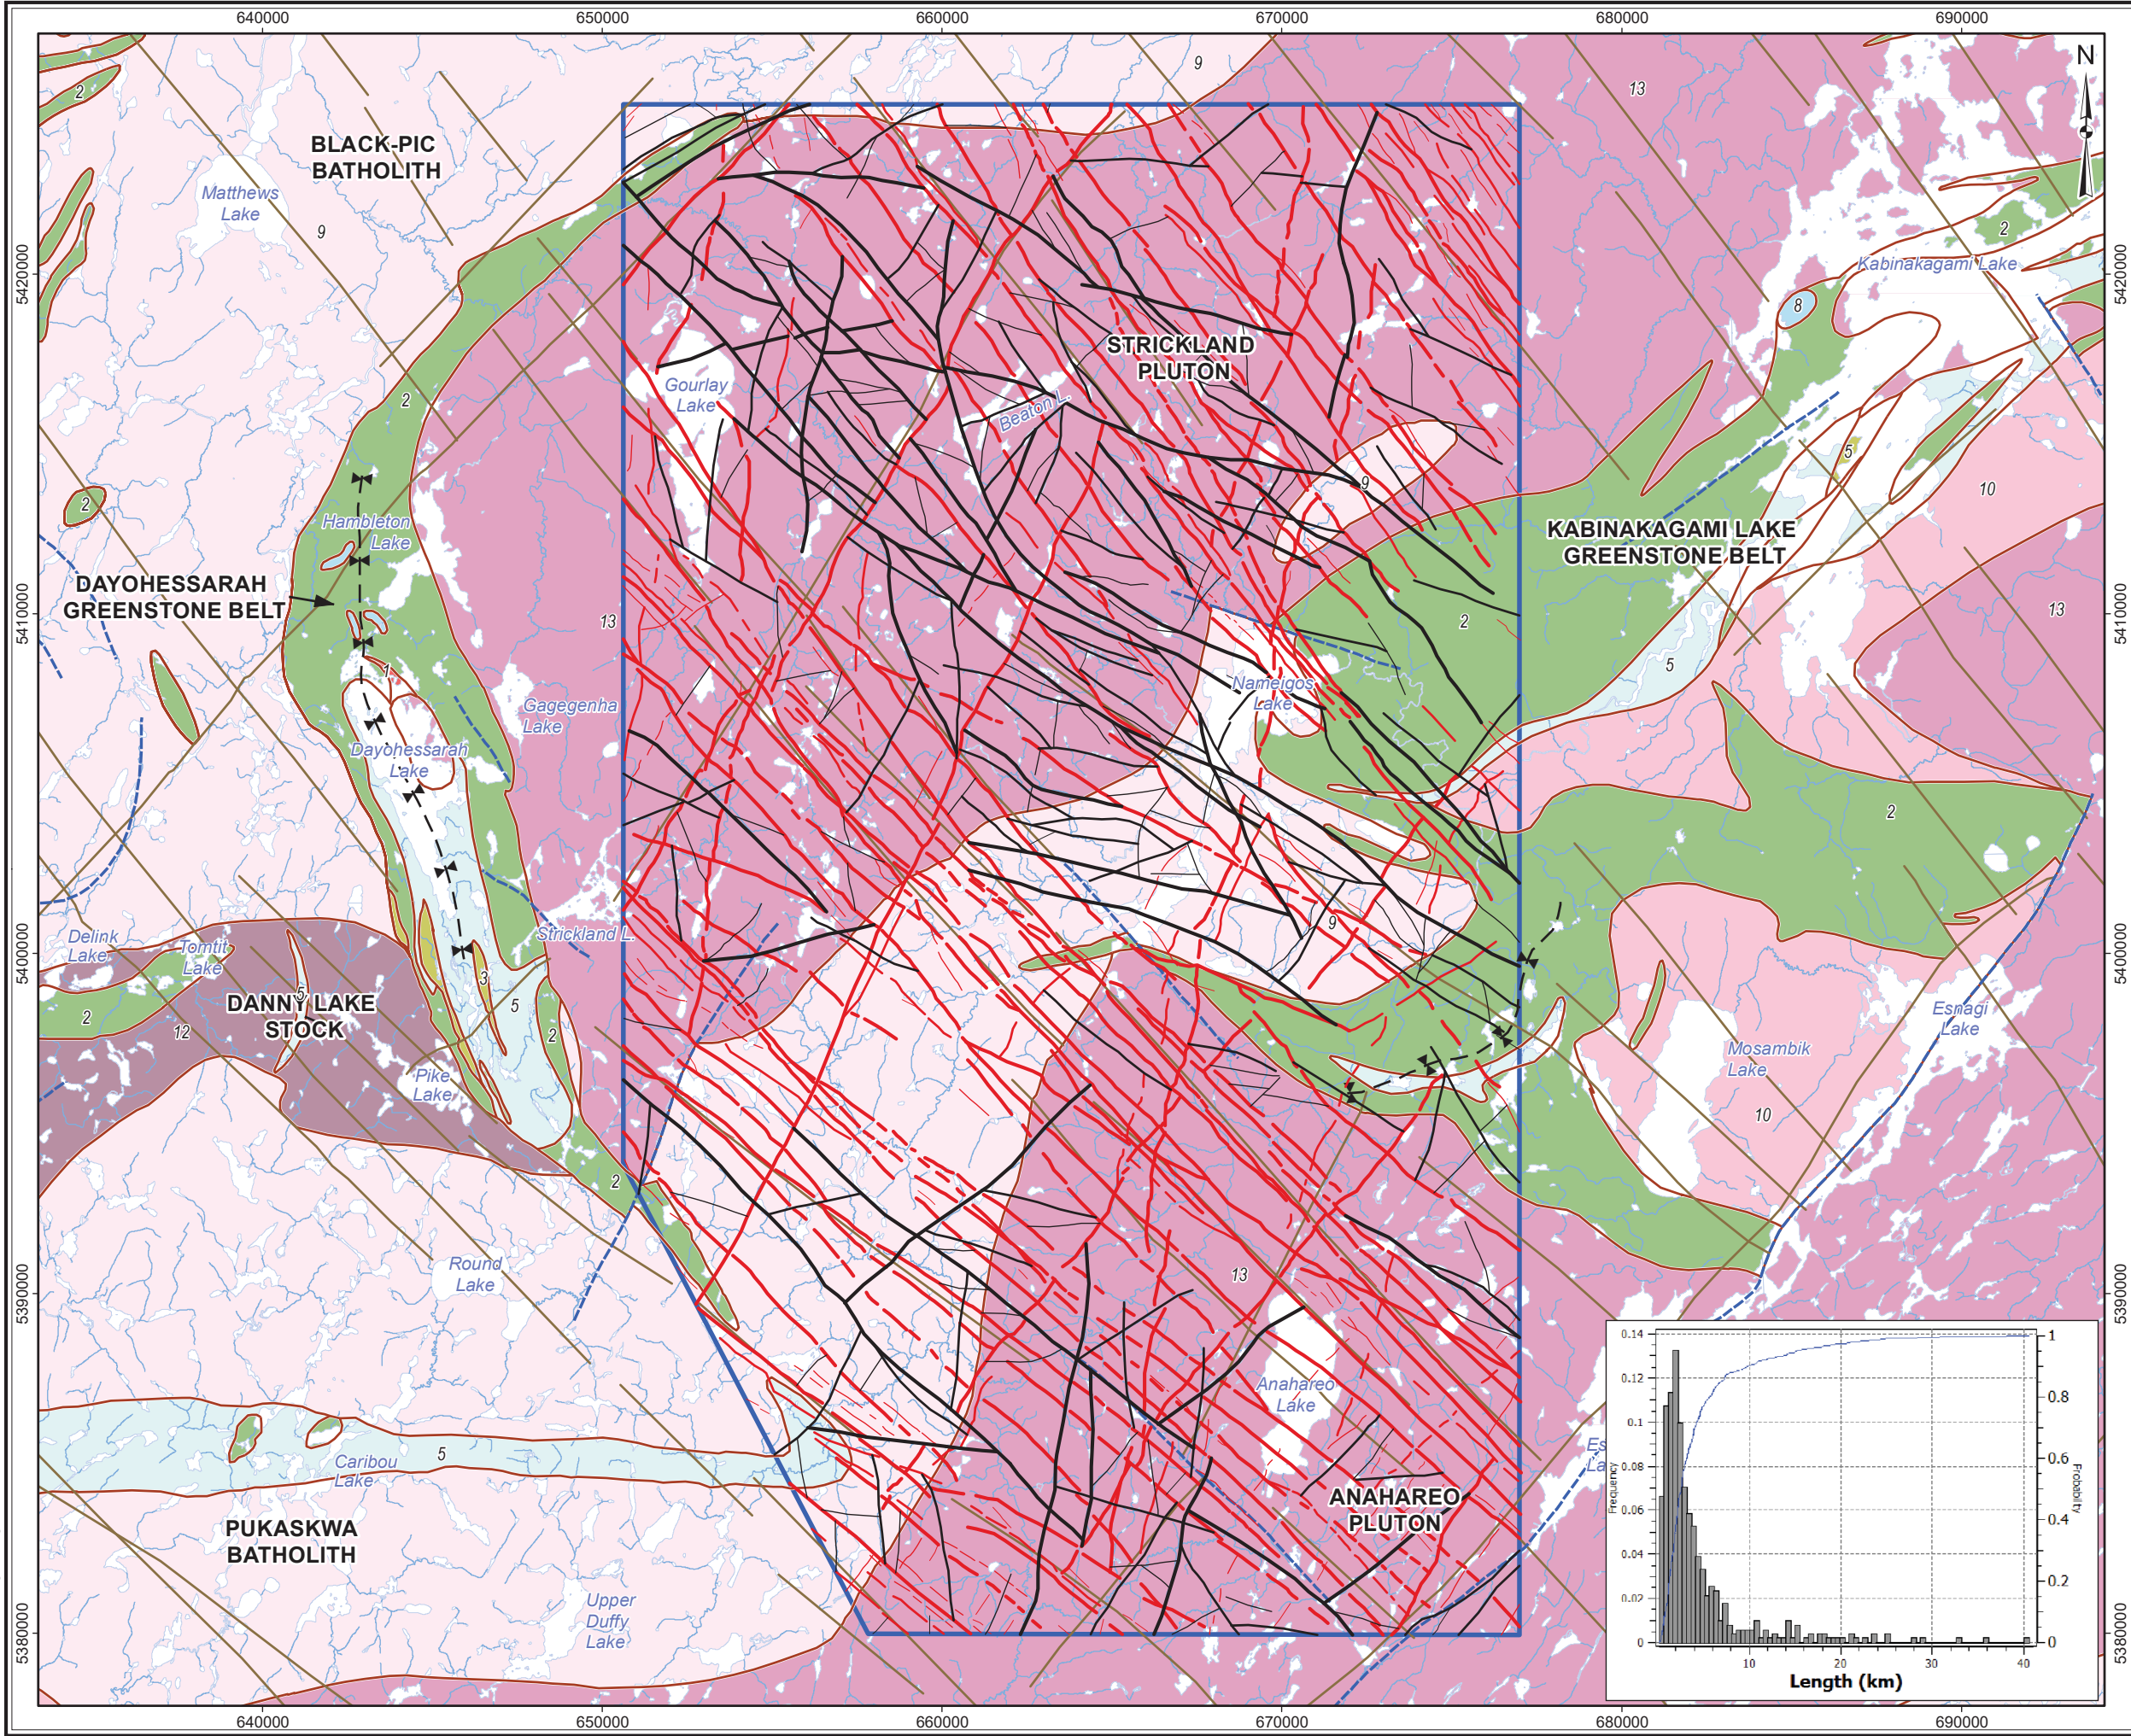 640000
650000
660000
670000
680000
690000
N
9
13
2
BLACK-PIC
BATHOLITH
Matthews
Lake
9
2
Kabinakagami Lake
5420000
5420000
8
STRICKLAND
PLUTON
Gourlay
Lake
Beaton L.
2
5
9
10
2
Hambleton
Lake
KABINAKAGAMI LAKE
GREENSTONE BELT
DAYOHESSARAH
GREENSTONE BELT
5410000
5410000
13
2
13
5
1
Nameigos
Lake
Gagegenha
Lake
Dayohessarah
Lake
2
9
Delink
Lake
Tomtit
Lake
Strickland L.
5400000
5400000
3
5
5
DANNY LAKE
STOCK
2
12
2
Esnagi
Lake
Mosambik
Lake
Pike
Lake
10
2
Round
Lake
13
5390000
5390000
Anahareo
Lake
5
Caribou
Lake
Es
La
ANAHAREO
PLUTON
PUKASKWA
BATHOLITH
Upper
Duffy
Lake
5380000
5380000
0.14
0.12
0.1
0.08
0.06
0.04
0.02
0
Frequency
1
0.8
0.6
0.4
0.2
0
Probability
10
20
30
40
Length (km)
640000
650000
660000
670000
680000
690000